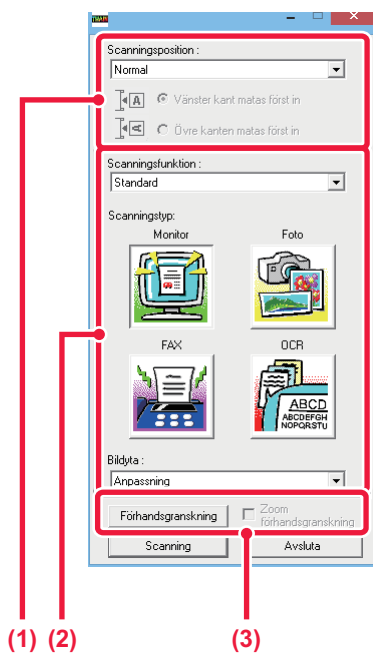 TWAIN
Scanningsposition :
Normal
A
Vänster kant matas först in
A
Övre kanten matas först in
Scanningsfunktion :
Standard
Scanningstyp:
Monitor
Foto
FAX
OCR
ABCD
ABCDEFGH
NOPQRSTU
Bildyta :
Anpassning
Förhandsgranskning
Zoom
förhandsgranskning
Scanning
Avsluta
(1) (2) (3)